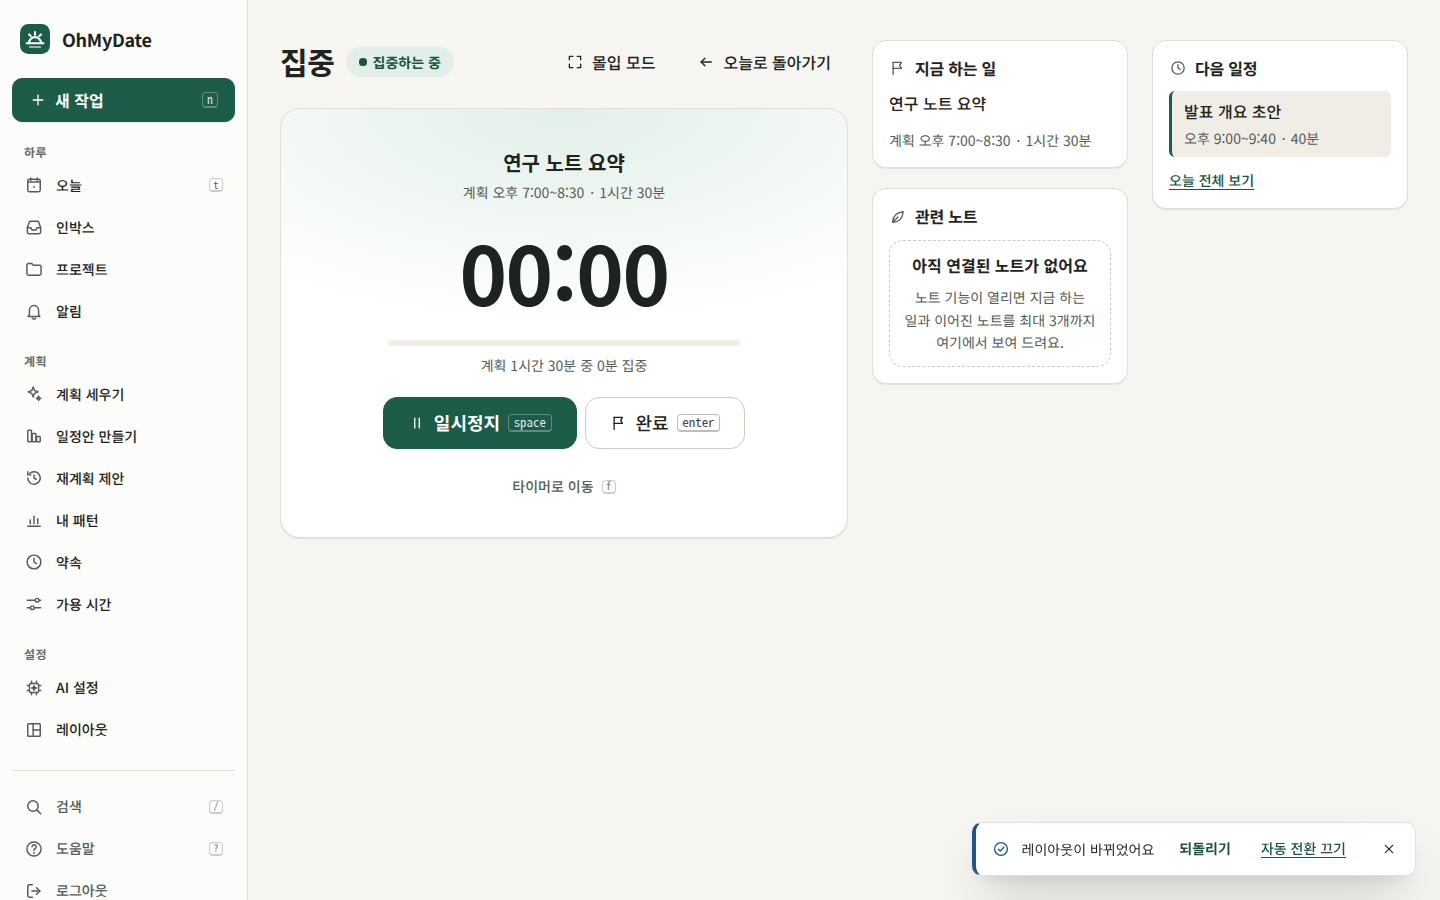 OhMyDate
새 작업 n
하루
오늘 t
인박스
프로젝트
알림
계획
계획 세우기
일정안 만들기
재계획 제안
내 패턴
약속
가용 시간
설정
AI 설정
레이아웃
검색 /
도움말 ?
로그아웃
집중 집중하는 중 몰입 모드 오늘로 돌아가기
연구 노트 요약
계획 오후 7:00~8:30 · 1시간 30분
00:00
계획 1시간 30분 중 0분 집중
일시정지 space 완료 enter
타이머로 이동 f
지금 하는 일
연구 노트 요약
계획 오후 7:00~8:30 · 1시간 30분
관련 노트
아직 연결된 노트가 없어요
노트 기능이 열리면 지금 하는
일과 이어진 노트를 최대 3개까지
여기에서 보여 드려요.
다음 일정
발표 개요 초안
오후 9:00~9:40 · 40분
오늘 전체 보기
레이아웃이 바뀌었어요 되돌리기 자동 전환 끄기